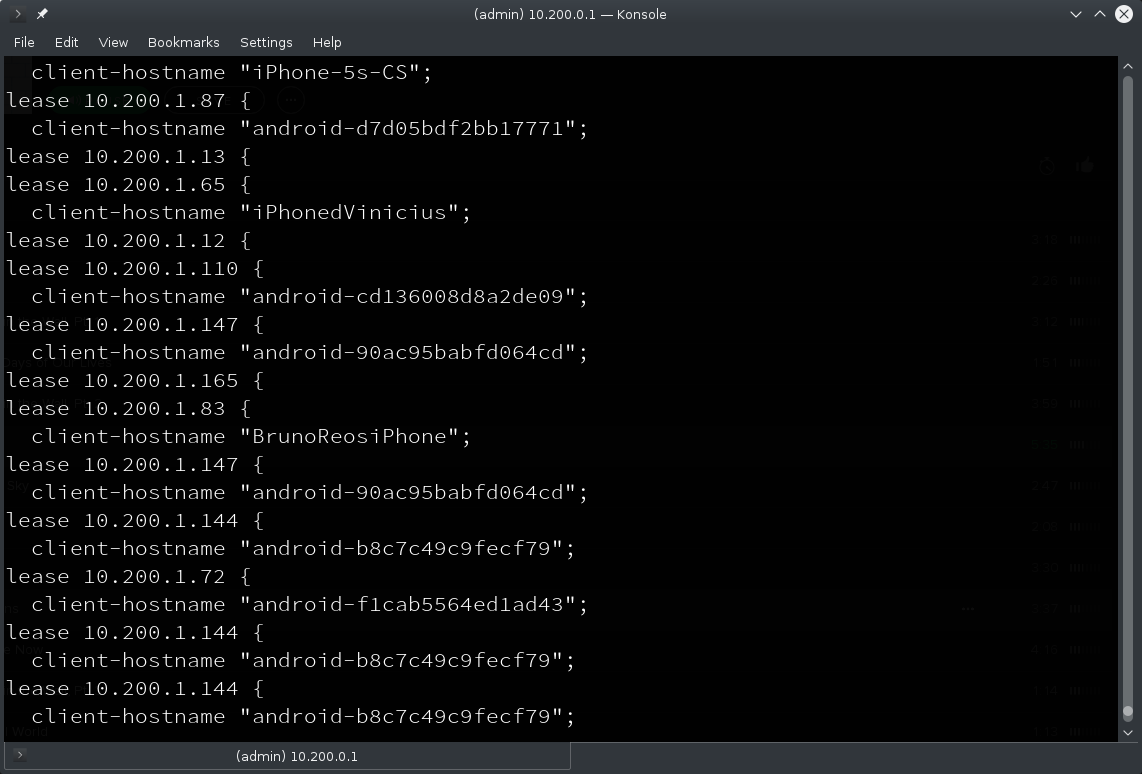 (admin) 10.200.0.1 — Konsole
File Edit View Bookmarks Settings Help
client-hostname "iPhone-5s-CS";
lease 10.200.1.87 {
client-hostname "android-d7d05bdf2bb17771";
lease 10.200.1.13 {
lease 10.200.1.65 {
client-hostname "iPhonedVinicius";
lease 10.200.1.12 {
lease 10.200.1.110 {
client-hostname "android-cd136008d8a2de09";
lease 10.200.1.147 {
client-hostname "android-90ac95babfd064cd";
lease 10.200.1.165 {
lease 10.200.1.83 {
client-hostname "BrunoReosiPhone";
lease 10.200.1.147 {
client-hostname "android-90ac95babfd064cd";
lease 10.200.1.144 {
client-hostname "android-b8c7c49c9fecf79";
lease 10.200.1.72 {
client-hostname "android-f1cab5564ed1ad43";
lease 10.200.1.144 {
client-hostname "android-b8c7c49c9fecf79";
lease 10.200.1.144 {
client-hostname "android-b8c7c49c9fecf79";
(admin) 10.200.0.1